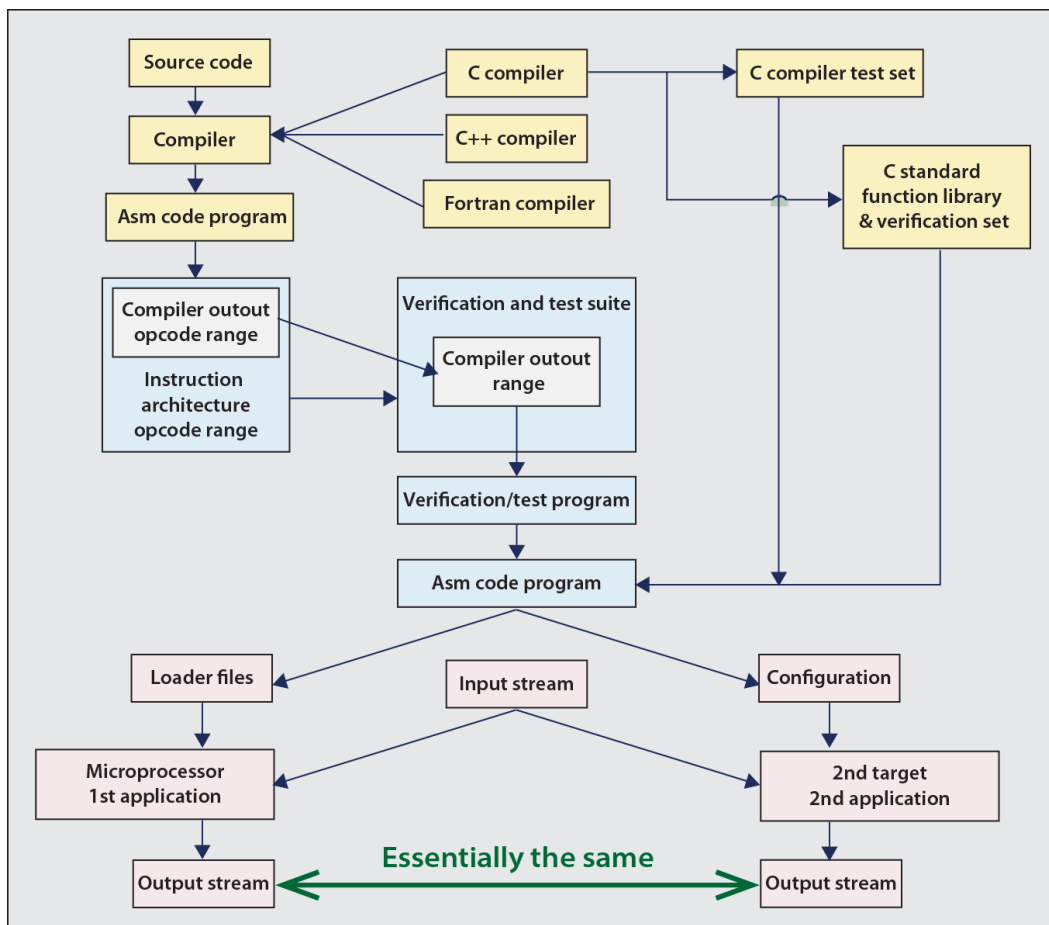 Source code
C compiler
C compiler test set
Compiler
C++ compiler
C standard
function library
& verification set
Fortran compiler
Asm code program
Compiler outout
opcode range
Instruction
architecture
opcode range
Verification and test suite
Compiler outout
range
Verification/test program
Asm code program
Loader files
Input stream
Configuration
Microprocessor
1st application
2nd target
2nd application
Essentially the same
Output stream
Output stream